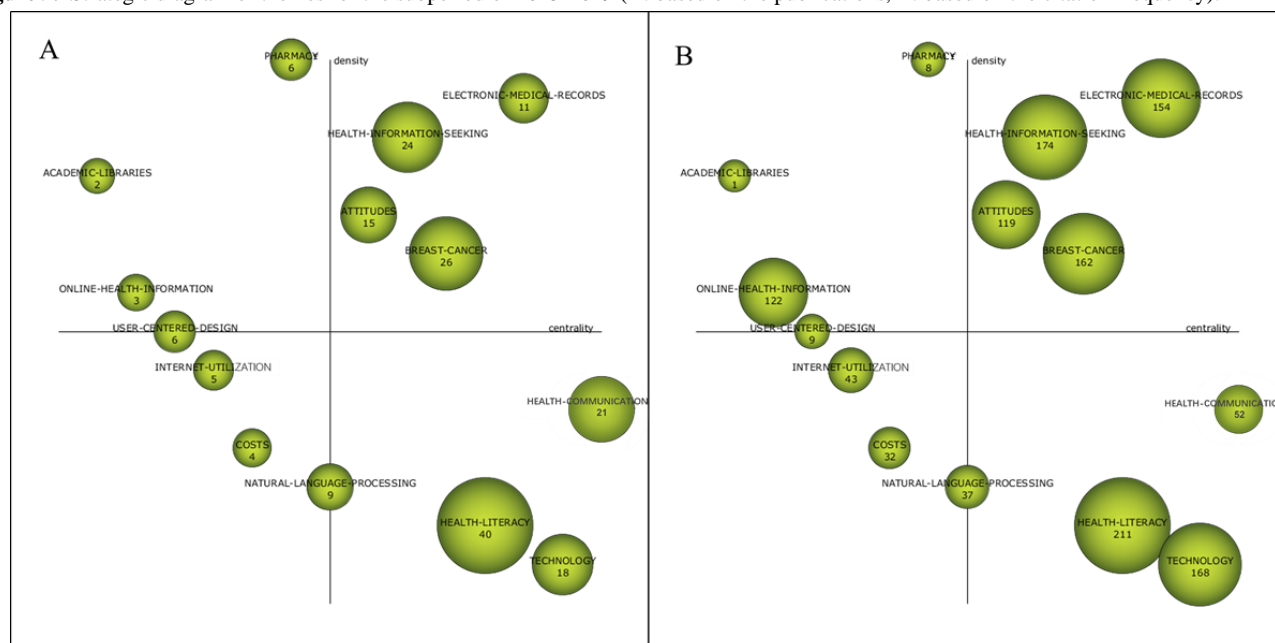 A
PHARMACY
6
density
ELECTRONIC-MEDICAL-RECORDS
11
HEALTH-INFORMATION-SEEKING
24
ACADEMIC-LIBRARIES
2
ATTITUDES
15
BREAST-CANCER
26
ONLINE-HEALTH-INFORMATION
3
USER-CENTERED-DESIGN
6
centrality
INTERNET-UTILIZATION
5
HEALTH-COMMUNICATION
21
COSTS
4
NATURAL-LANGUAGE-PROCESSING
9
HEALTH-LITERACY
40
TECHNOLOGY
18
B
PHARMACY
8
density
ELECTRONIC-MEDICAL-RECORDS
154
HEALTH-INFORMATION-SEEKING
174
ACADEMIC-LIBRARIES
1
ATTITUDES
119
BREAST-CANCER
162
ONLINE-HEALTH-INFORMATION
122
USER-CENTERED-DESIGN
9
centrality
INTERNET-UTILIZATION
43
HEALTH-COMMUNICATIO
52
COSTS
32
NATURAL-LANGUAGE-PROCESSING
37
HEALTH-LITERACY
211
TECHNOLOGY
168